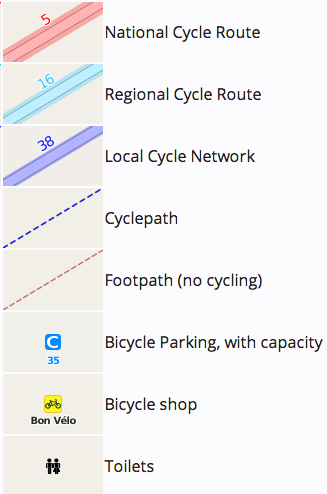 5
National Cycle Route
16
Regional Cycle Route
38
Local Cycle Network
Cyclepath
Footpath (no cycling)
C
35
Bicycle Parking, with capacity
Bon Vélo
Bicycle shop
Toilets